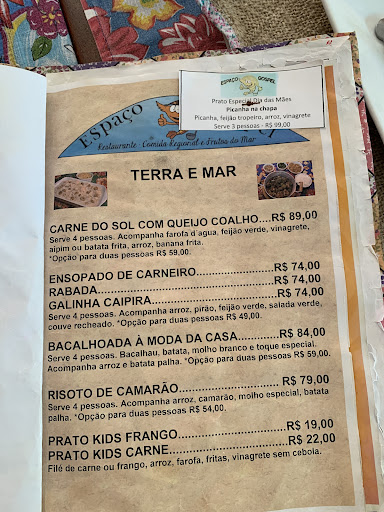 ESPAÇO GOSPEL
Prato Especial Dia das Mães
Picanha na chapa
Picanha, feijão tropeiro, arroz, vinagrete
Serve 3 pessoas - R$ 99,00
Espaço
Restaurante - Comida Regional e Frutos do Mar
TERRA E MAR
CARNE DO SOL COM QUEIJO COALHO....R$ 89,00
Serve 4 pessoas. Acompanha farofa d´agua, feijão verde, vinagrete,
aipim ou batata frita, arroz, banana frita.
*Opção para duas pessoas R$ 59,00.
ENSOPADO DE CARNEIRO.......................R$ 74,00
RABADA..................................................R$ 74,00
GALINHA CAIPIRA....................................R$ 74,00
Serve 4 pessoas. Acompanha arroz, pirão, feijão verde, salada verde,
couve recheado. *Opção para duas pessoas R$ 49,00.
BACALHOADA À MODA DA CASA............R$ 84,00
Serve 4 pessoas. Bacalhau, batata, molho branco e toque especial.
Acompanha arroz e batata palha. *Opção para duas pessoas R$ 59,00.
RISOTO DE CAMARÃO............................. R$ 79,00
Serve 4 pessoas. Acompanha arroz, camarão, molho especial, batata
palha. *Opção para duas pessoas R$ 54,00.
PRATO KIDS FRANGO...............................R$ 19,00
PRATO KIDS CARNE..................................R$ 22,00
Filé de carne ou frango, arroz, farofa, fritas, vinagrete sem cebola.